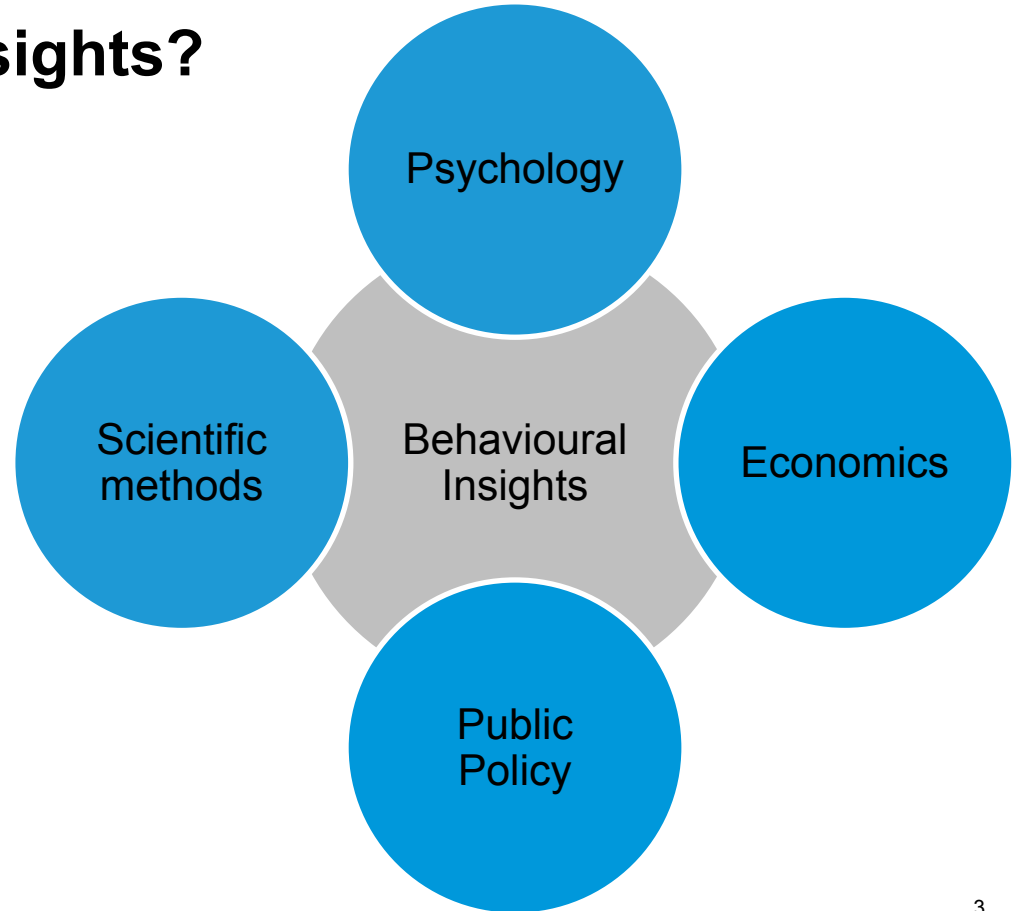 sights?
Psychology
Scientific
methods
Behavioural
Insights
Economics
Public
Policy
3